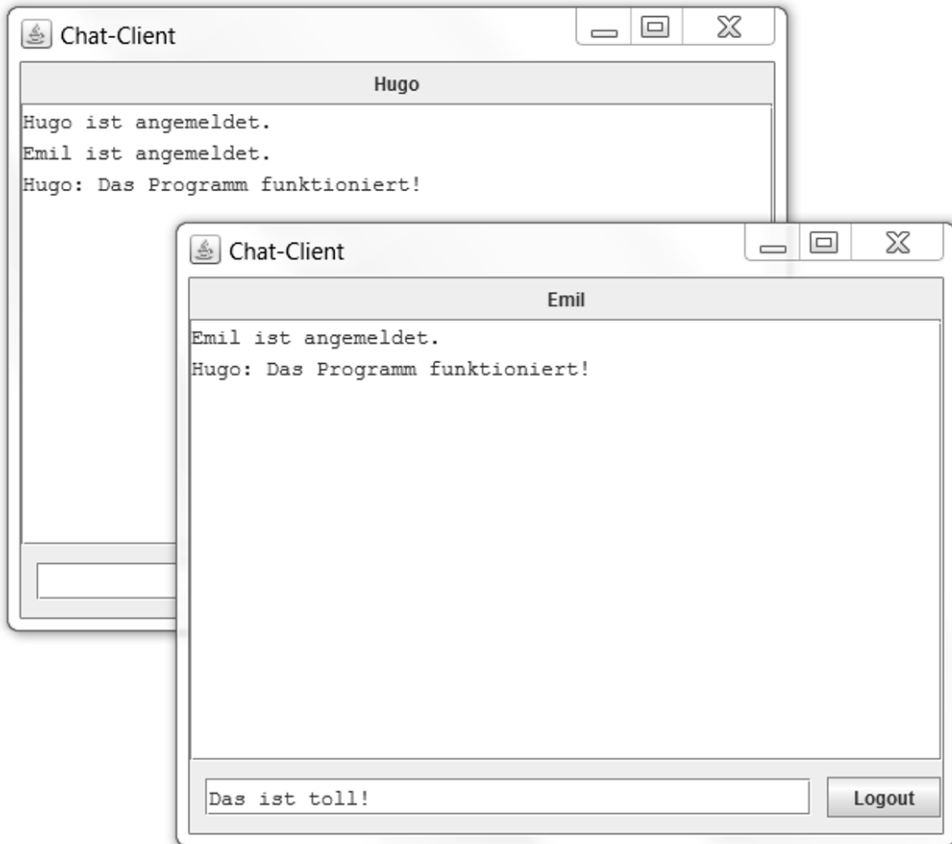 Chat-Client
Hugo
Hugo ist angemeldet.
Emil ist angemeldet.
Hugo: Das Programm funktioniert!
Chat-Client
Emil
Emil ist angemeldet.
Hugo: Das Programm funktioniert!
Das ist toll!
Logout